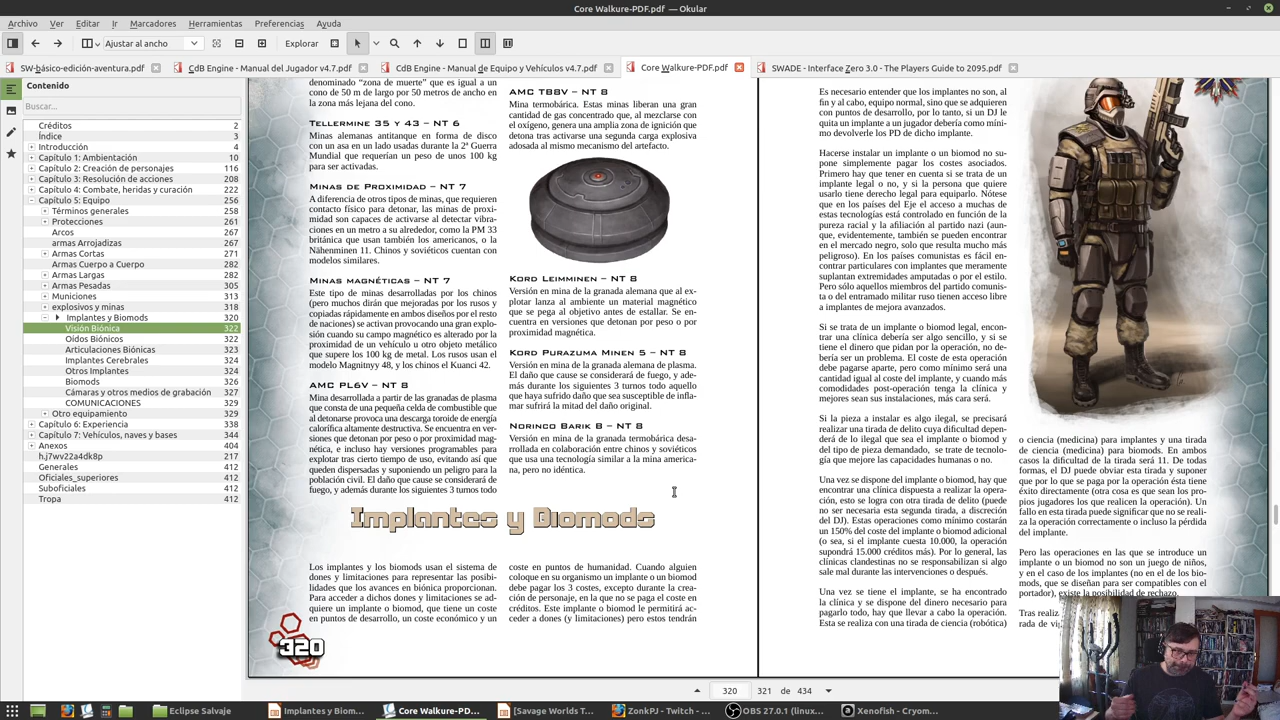 Core Walkure-PDF.pdf — Okular
Archivo Ver Editar Ir Marcadores Herramientas Preferencias Ayuda
Ajustar al ancho Explorar
SW-básico-edición-aventura.pdf CdB Engine - Manual del Jugador v4.7.pdf CdB Engine - Manual de Equipo y Vehículos v4.7.pdf Core Walkure-PDF.pdf SWADE - Interface Zero 3.0 - The Players Guide to 2095.pdf
Contenido
Buscar...
Créditos 2
Índice 3
Introducción 4
Capítulo 1: Ambientación 10
Capítulo 2: Creación de personajes 116
Capítulo 3: Resolución de acciones 208
Capítulo 4: Combate, heridas y curación 222
Capítulo 5: Equipo 256
Términos generales 258
Protecciones 261
Arcos 267
armas Arrojadizas 267
Armas Cortas 271
Armas Cuerpo a Cuerpo 282
Armas Largas 282
Armas Pesadas 305
Municiones 313
explosivos y minas 318
Implantes y Biomods 320
Visión Biónica 322
Oídos Biónicos 322
Articulaciones Biónicas 323
Implantes Cerebrales 324
Otros Implantes 324
Biomods 326
Cámaras y otros medios de grabación 327
COMUNICACIONES 329
Otro equipamiento 329
Capítulo 6: Experiencia 338
Capítulo 7: Vehículos, naves y bases 344
Anexos 404
h.j7wv22a4dk8p 217
Generales 412
Oficiales_superiores 412
Suboficiales 412
Tropa 412
denominado “zona de muerte” que es igual a un
cono de 50 m de largo por 50 metros de ancho en
la zona más lejana del cono.
Tellermine 35 y 43 – NT 6
Minas alemanas antitanque en forma de disco
con un asa en un lado usadas durante la 2ª Guerra
Mundial que requerían un peso de unos 100 kg
para ser activadas.
Minas de Proximidad – NT 7
A diferencia de otros tipos de minas, que requieren
contacto físico para detonar, las minas de proxi-
midad son capaces de activarse al detectar vibra-
ciones en un metro a su alrededor, como la PM 33
británica que usan también los americanos, o la
Nähenminen 11. Chinos y soviéticos cuentan con
modelos similares.
Minas magnéticas – NT 7
Este tipo de minas desarrolladas por los chinos
(pero muchos dirán que mejoradas por los rusos y
copiadas rápidamente en ambos diseños por el resto
de naciones) se activan provocando una gran explo-
sión cuando su campo magnético es alterado por la
proximidad de un vehículo u otro objeto metálico
que supere los 100 kg de metal. Los rusos usan el
modelo Magnitnyy 48, y los chinos el Kuanci 42.
AMC PL6V – NT 8
Mina desarrollada a partir de las granadas de plasma
que consta de una pequeña celda de combustible que
al detonarse provoca una descarga toroide de energía
calorífica altamente destructiva. Se encuentra en ver-
siones que detonan por peso o por proximidad mag-
nética, e incluso hay versiones programables para
explotar tras cierto tiempo de uso, evitando así que
queden dispersadas y suponiendo un peligro para la
población civil. El daño que cause se considerará de
fuego, y además durante los siguientes 3 turnos todo
AMC TB8V – NT 8
Mina termobárica. Estas minas liberan una gran
cantidad de gas concentrado que, al mezclarse con
el oxígeno, genera una amplia zona de ignición que
detona tras activarse una segunda carga explosiva
adosada al mismo mecanismo del artefacto.
Kord Leimminen – NT 8
Versión en mina de la granada alemana que al ex-
plotar lanza al ambiente un material magnético
que se pega al objetivo antes de estallar. Se en-
cuentra en versiones que detonan por peso o por
proximidad magnética.
Kord Purazuma Minen 5 – NT 8
Versión en mina de la granada alemana de plasma.
El daño que cause se considerará de fuego, y ade-
más durante los siguientes 3 turnos todo aquello
que haya sufrido daño que sea susceptible de infla-
mar sufrirá la mitad del daño original.
Norinco Barik 8 – NT 8
Versión en mina de la granada termobárica desa-
rrollada en colaboración entre chinos y soviéticos
que usa una tecnología similar a la mina america-
na, pero no idéntica.
Implantes y Biomods
Los implantes y los biomods usan el sistema de
dones y limitaciones para representar las posibi-
lidades que los avances en biónica proporcionan.
Para acceder a dichos dones y limitaciones se ad-
quiere un implante o biomod, que tiene un coste
en puntos de desarrollo, un coste económico y un
coste en puntos de humanidad. Cuando alguien
coloque en su organismo un implante o un biomod
debe pagar los 3 costes, excepto durante la crea-
ción de personaje, en la que no se paga el coste en
créditos. Este implante o biomod le permitirá ac-
ceder a dones (y limitaciones) pero estos tendrán
320
Es necesario entender que los implantes no son, al
fin y al cabo, equipo normal, sino que se adquieren
con puntos de desarrollo, por lo tanto, si un DJ le
quita un implante a un jugador debería como míni-
mo devolverle los PD de dicho implante.
Hacerse instalar un implante o un biomod no su-
pone simplemente pagar los costes asociados.
Primero hay que tener en cuenta si se trata de un
implante legal o no, y si la persona que quiere
usarlo tiene derecho legal para equiparlo. Nótese
que en los países del Eje el acceso a muchas de
estas tecnologías está controlado en función de la
pureza racial y la afiliación al partido nazi (aun-
que, evidentemente, también se pueden encontrar
en el mercado negro, solo que resulta mucho más
peligroso). En los países comunistas es fácil en-
contrar particulares con implantes que meramente
suplantan extremidades amputadas o por el estilo.
Pero sólo aquellos miembros del partido comunis-
ta o del entramado militar ruso tienen acceso libre
a implantes de mejora avanzados.
Si se trata de un implante o biomod legal, encon-
trar una clínica debería ser algo sencillo, y si se
tiene el dinero que pidan por la operación, no de-
bería ser un problema. El coste de esta operación
debe pagarse aparte, pero como mínimo será una
cantidad igual al coste del implante, y cuando más
comodidades post-operación tenga la clínica y
mejores sean sus instalaciones, más cara será.
Si la pieza a instalar es algo ilegal, se precisará
realizar una tirada de delito cuya dificultad depen-
derá de lo ilegal que sea el implante o biomod y
del tipo de pieza demandado, se trate de tecnolo-
gía que mejore las capacidades humanas o no.
Una vez se dispone del implante o biomod, hay que
encontrar una clínica dispuesta a realizar la opera-
ción, esto se logra con otra tirada de delito (puede
no ser necesaria esta segunda tirada, a discreción
del DJ). Estas operaciones como mínimo costarán
un 150% del coste del implante o biomod adicional
(o sea, si el implante cuesta 10.000, la operación
supondrá 15.000 créditos más). Por lo general, las
clínicas clandestinas no se responsabilizan si algo
sale mal durante las intervenciones o después.
Una vez se tiene el implante, se ha encontrado
la clínica y se dispone del dinero necesario para
pagarlo todo, hay que llevar a cabo la operación.
Esta se realiza con una tirada de ciencia (robótica)
o ciencia (medicina) para implantes y una tirada
de ciencia (medicina) para biomods. En ambos
casos la dificultad de la tirada será 11. De todas
formas, el DJ puede obviar esta tirada y suponer
que por lo que se paga por la operación ésta tiene
éxito directamente (otra cosa es que sean los pro-
pios jugadores los que realicen la operación). Un
fallo en esta tirada puede significar que no se reali-
za la operación correctamente o incluso la pérdida
del implante.
Pero las operaciones en las que se introduce un
implante o un biomod no son un juego de niños,
y en el caso de los implantes (no en el de los bio-
mods, que se diseñan para ser compatibles con el
portador), existe la posibilidad de rechazo.
Tras realiz
rada de vig
320 321 de 434
Eclipse Salvaje Implantes y Biom... Core Walkure-PD... [Savage Worlds T... ZonkPJ - Twitch - ... OBS 27.0.1 (linux... Xenofish - Cryom...